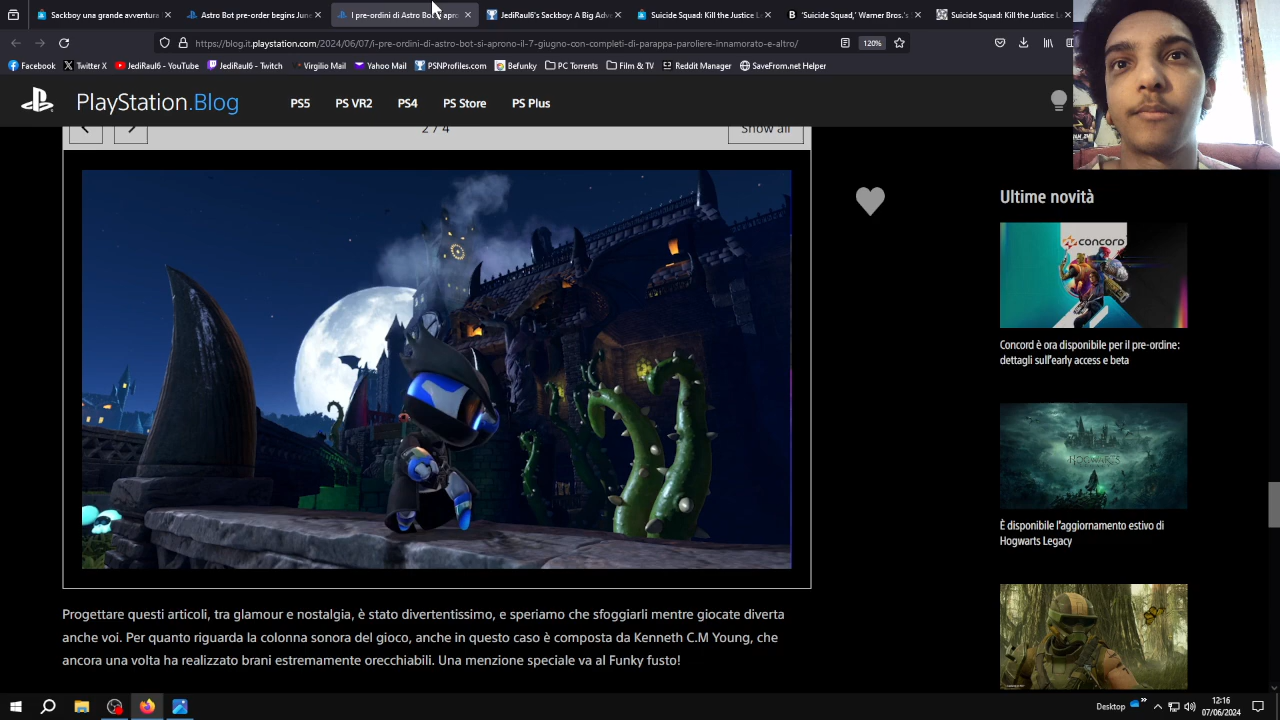 Sackboy una grande avventura
Astro Bot pre-order begins June
I pre-ordini di Astro Bot
JediRaul6's Sackboy: A Big Adv
Suicide Squad: Kill the Justice L
'Suicide Squad,' Warner Bros.'s
Suicide Squad: Kill the Justice L
https://blog.it.playstation.com/2024/06/07/i-pre-ordini-di-astro-bot-si-aprono-il-7-giugno-con-completi-di-parappa-paroliere-innamorato-e-altro/
120%
Facebook
Twitter X
JediRaul6 - YouTube
JediRaul6 - Twitch
Virgilio Mail
Yahoo Mail
PSNProfiles.com
Befunky
PC Torrents
Film & TV
Reddit Manager
SaveFrom.net Helper
PlayStation.Blog
PS5
PS VR2
PS4
PS Store
PS Plus
2 / 4
Show all
Ultime novità
CONCORD
Concord è ora disponibile per il pre-ordine:
dettagli sull'early access e beta
HOGWARTS
È disponibile l'aggiornamento estivo di
Hogwarts Legacy
Progettare questi articoli, tra glamour e nostalgia, è stato divertentissimo, e speriamo che sfoggiarli mentre giocate diverta
anche voi. Per quanto riguarda la colonna sonora del gioco, anche in questo caso è composta da Kenneth C.M Young, che
ancora una volta ha realizzato brani estremamente orecchiabili. Una menzione speciale va al Funky fusto!
Desktop
12:16
07/06/2024